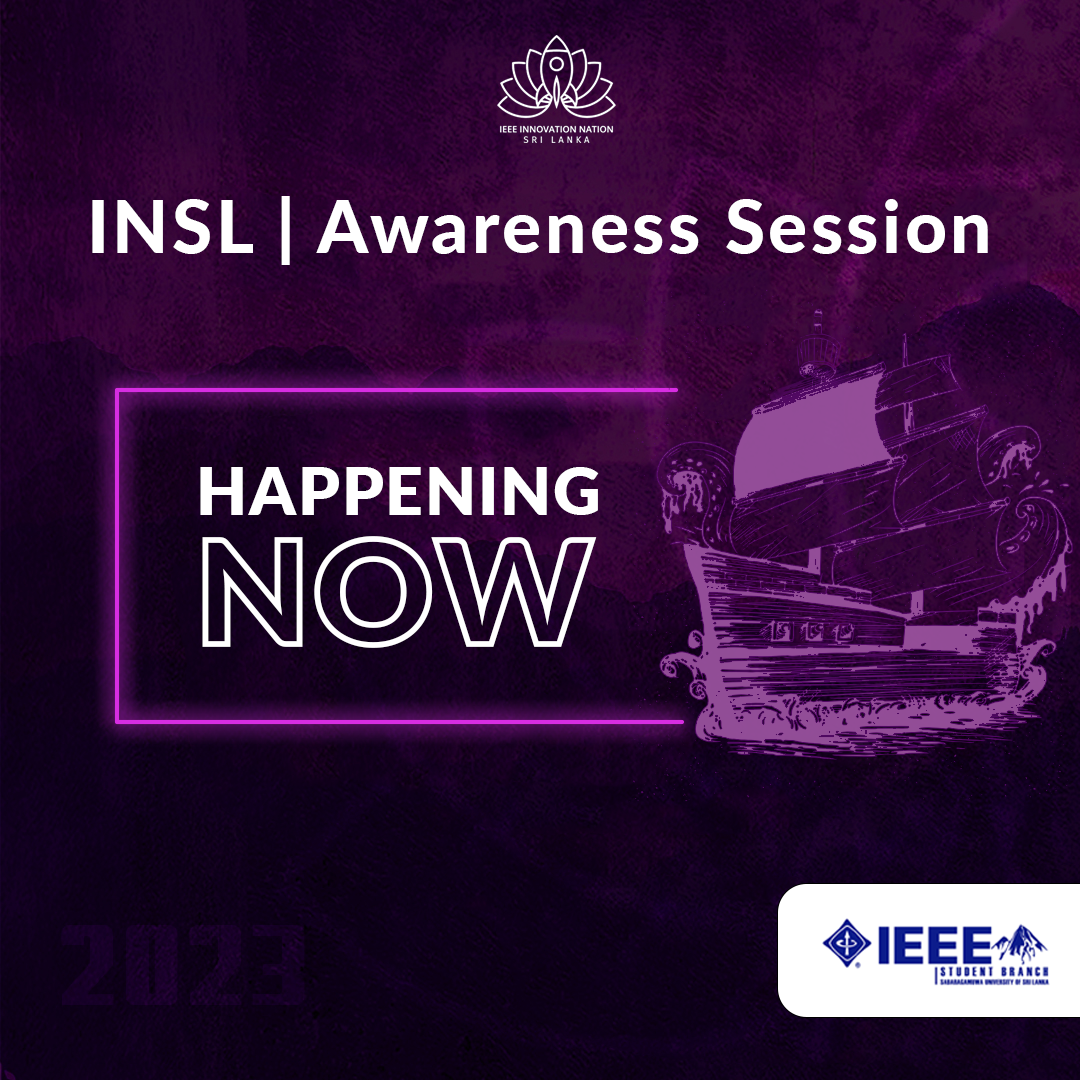 IEEE INNOVATION NATION
SRI LANKA
INSL | Awareness Session
HAPPENING
NOW
2023
IEEE
STUDENT BRANCH
SABARAGAMUWA UNIVERSITY OF SRI LANKA